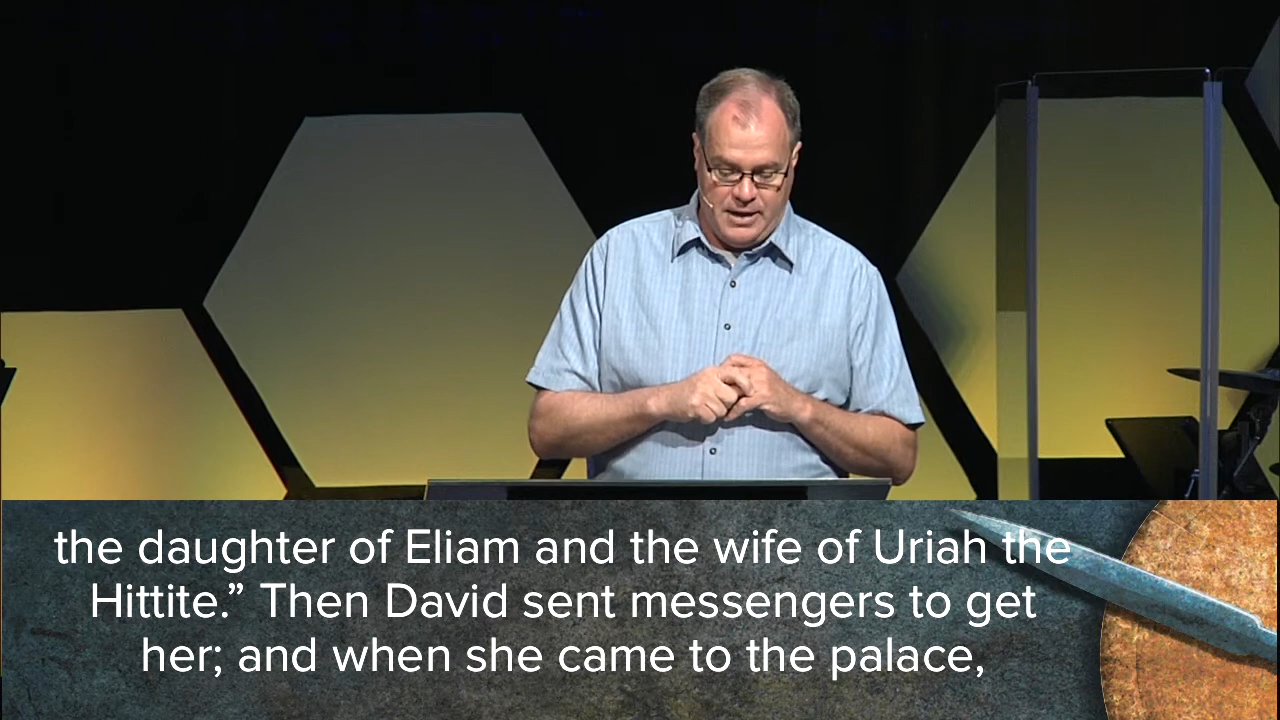 the daughter of Eliam and the wife of Uriah the
Hittite.” Then David sent messengers to get
her; and when she came to the palace,